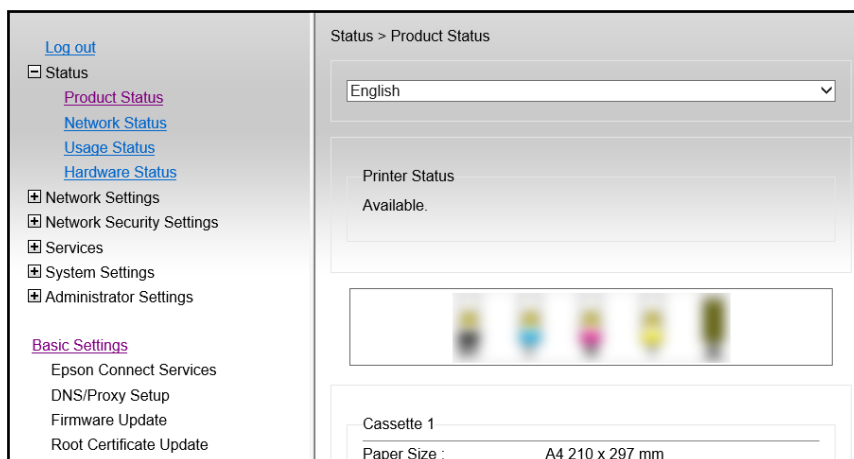 Log out
Status
Product Status
Network Status
Usage Status
Hardware Status
Network Settings
Network Security Settings
Services
System Settings
Administrator Settings
Basic Settings
Epson Connect Services
DNS/Proxy Setup
Firmware Update
Root Certificate Update
Status > Product Status
English
Printer Status
Available.
Cassette 1
Paper Size : A4 210 x 297 mm